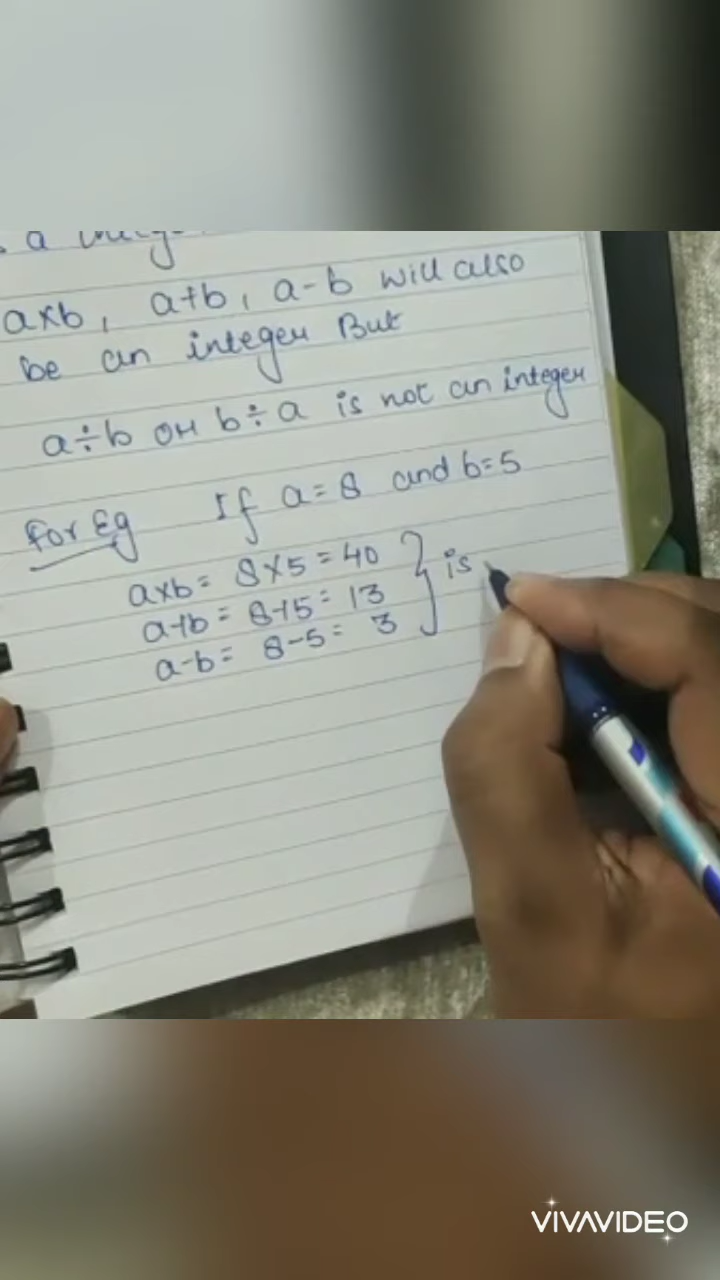 a
axb, a+b, a-b will also
be an integer But
a÷b or b÷a is not an integer
For Eg If a=8 and b=5
axb = 8x5 = 40
a+b = 8+5 = 13
a-b = 8-5 = 3
} is
VIVAVIDEO